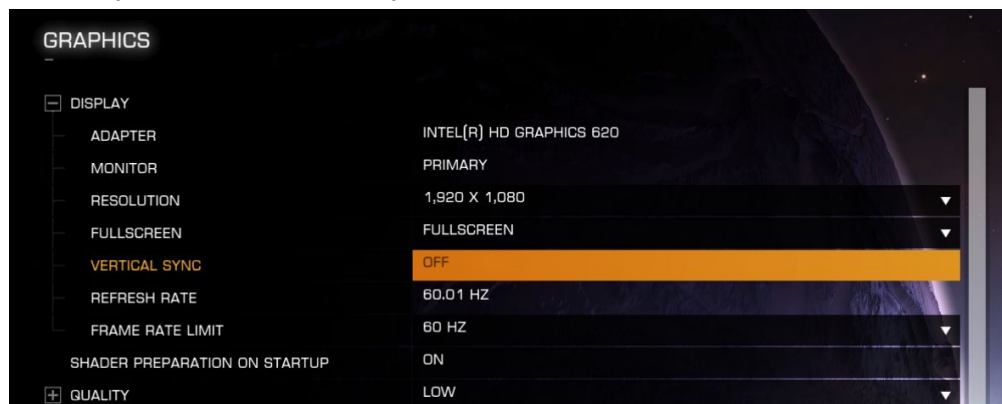 GRAPHICS
DISPLAY
ADAPTER INTEL(R) HD GRAPHICS 620
MONITOR PRIMARY
RESOLUTION 1,920 X 1,080
FULLSCREEN FULLSCREEN
VERTICAL SYNC OFF
REFRESH RATE 60.01 HZ
FRAME RATE LIMIT 60 HZ
SHADER PREPARATION ON STARTUP ON
QUALITY LOW